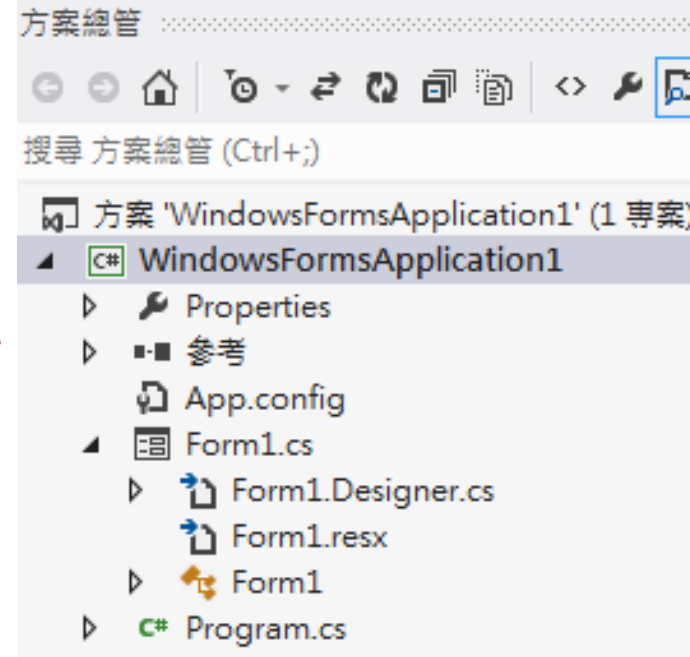 方案總管
搜尋 方案總管 (Ctrl+;)
方案 'WindowsFormsApplication1' (1 專案)
C# WindowsFormsApplication1
Properties
參考
App.config
Form1.cs
Form1.Designer.cs
Form1.resx
Form1
C# Program.cs